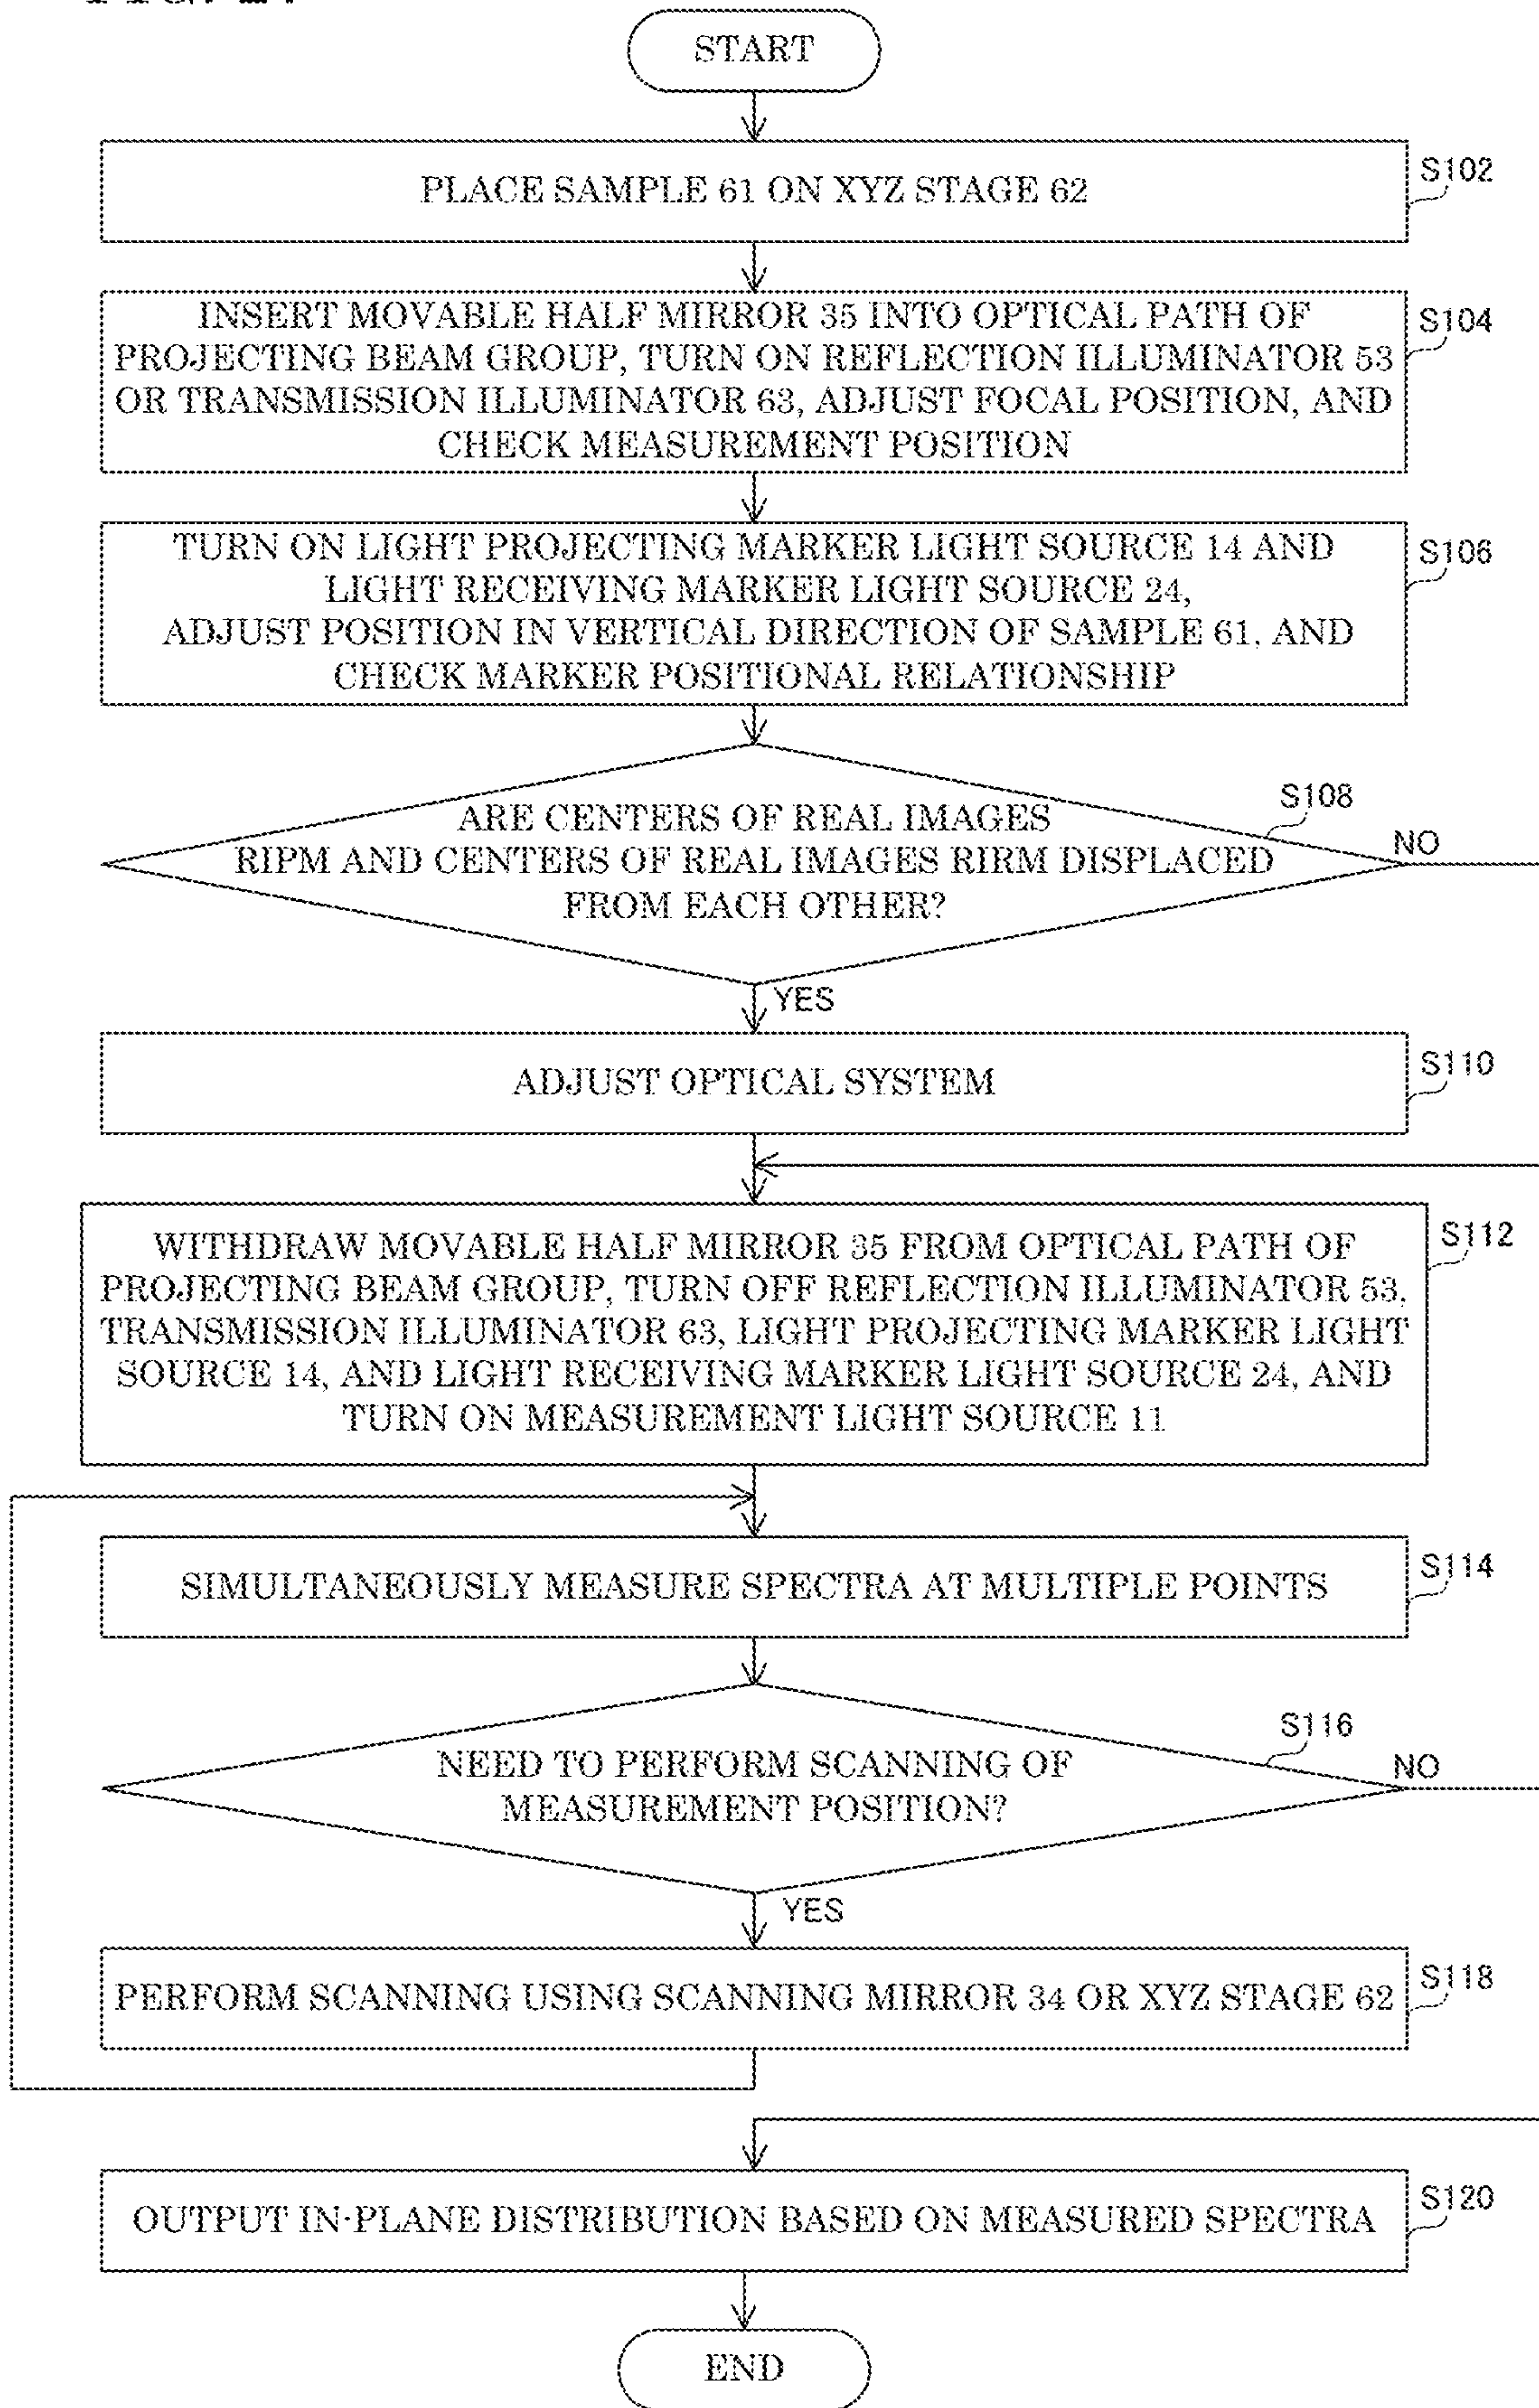 START
PLACE SAMPLE 61 ON XYZ STAGE 62
S102
INSERT MOVABLE HALF MIRROR 35 INTO OPTICAL PATH OF
PROJECTING BEAM GROUP, TURN ON REFLECTION ILLUMINATOR 53
OR TRANSMISSION ILLUMINATOR 63, ADJUST FOCAL POSITION, AND
CHECK MEASUREMENT POSITION
S104
TURN ON LIGHT PROJECTING MARKER LIGHT SOURCE 14 AND
LIGHT RECEIVING MARKER LIGHT SOURCE 24,
ADJUST POSITION IN VERTICAL DIRECTION OF SAMPLE 61, AND
CHECK MARKER POSITIONAL RELATIONSHIP
S106
ARE CENTERS OF REAL IMAGES
RIPM AND CENTERS OF REAL IMAGES RIRM DISPLACED
FROM EACH OTHER?
S108
NO
YES
ADJUST OPTICAL SYSTEM
S110
WITHDRAW MOVABLE HALF MIRROR 35 FROM OPTICAL PATH OF
PROJECTING BEAM GROUP, TURN OFF REFLECTION ILLUMINATOR 53,
TRANSMISSION ILLUMINATOR 63, LIGHT PROJECTING MARKER LIGHT
SOURCE 14, AND LIGHT RECEIVING MARKER LIGHT SOURCE 24, AND
TURN ON MEASUREMENT LIGHT SOURCE 11
S112
SIMULTANEOUSLY MEASURE SPECTRA AT MULTIPLE POINTS
S114
NEED TO PERFORM SCANNING OF
MEASUREMENT POSITION?
S116
NO
YES
PERFORM SCANNING USING SCANNING MIRROR 34 OR XYZ STAGE 62
S118
OUTPUT IN-PLANE DISTRIBUTION BASED ON MEASURED SPECTRA
S120
END